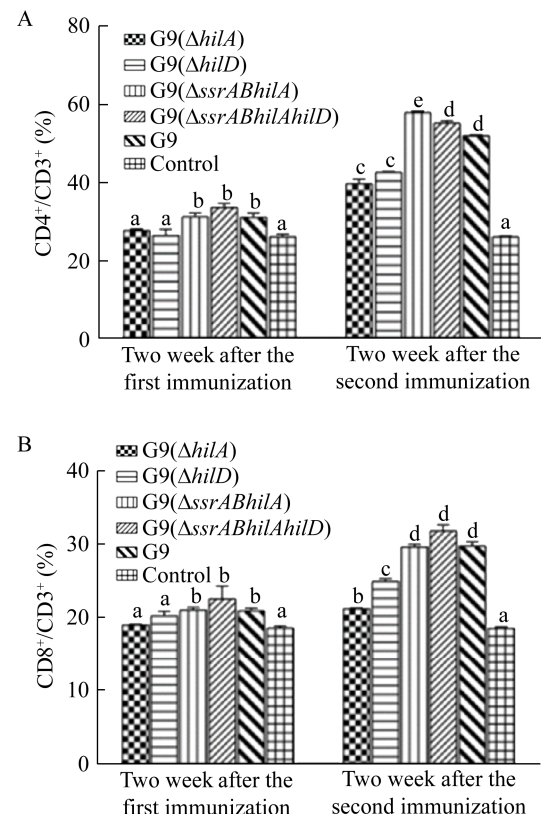 A
80
60
40
20
0
CD4⁺/CD3⁺ (%)
G9(ΔhilA)
G9(ΔhilD)
G9(ΔssrABhilA)
G9(ΔssrABhilAhilD)
G9
Control
a a b b b a
c c e d d a
Two week after the
first immunization
Two week after the
second immunization
B
40
30
20
10
0
CD8⁺/CD3⁺ (%)
G9(ΔhilA)
G9(ΔhilD)
G9(ΔssrABhilA)
G9(ΔssrABhilAhilD)
G9
Control
a a b b b a
b c d d d a
Two week after the
first immunization
Two week after the
second immunization